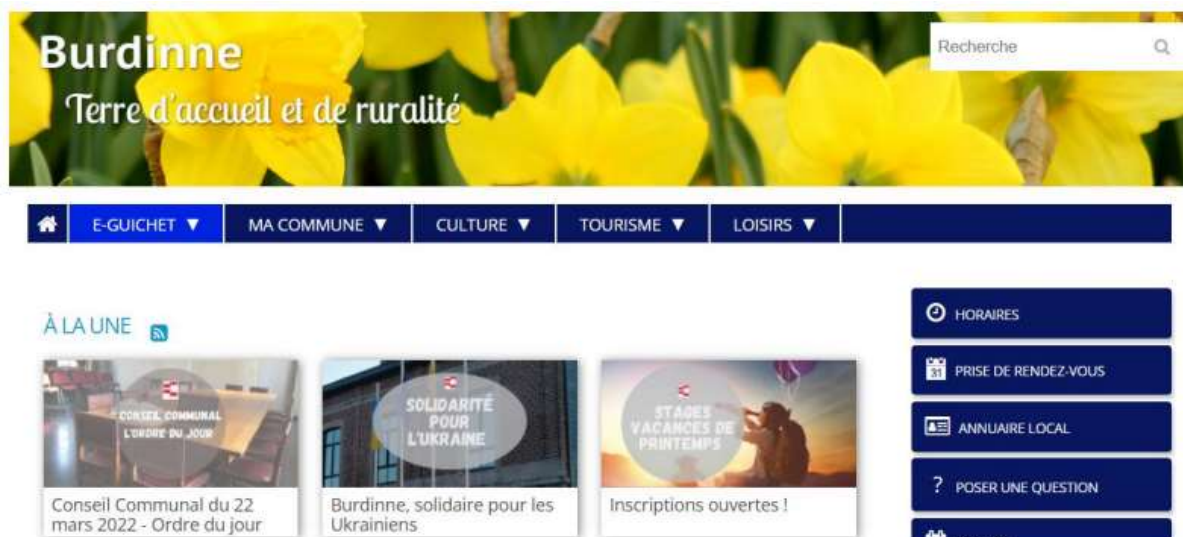 Burdinne
Terre d'accueil et de ruralité
Recherche
E-GUICHET ▼
MA COMMUNE ▼
CULTURE ▼
TOURISME ▼
LOISIRS ▼
À LA UNE
CONSEIL COMMUNAL
L'ORDRE DU JOUR
Conseil Communal du 22
mars 2022 - Ordre du jour
SOLIDARITÉ
POUR
L'UKRAINE
Burdinne, solidaire pour les
Ukrainiens
STAGES
VACANCES DE
PRINTEMPS
Inscriptions ouvertes !
HORAIRES
31
PRISE DE RENDEZ-VOUS
ANNUAIRE LOCAL
? POSER UNE QUESTION